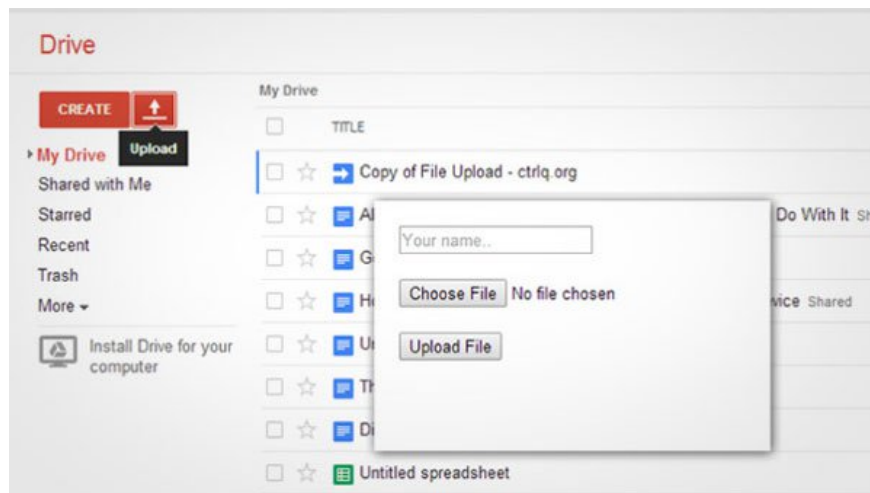 Drive
CREATE
Upload
My Drive
Shared with Me
Starred
Recent
Trash
More
Install Drive for your
computer
My Drive
TITLE
Copy of File Upload - ctrlq.org
Do With It
Shared
Untitled spreadsheet
Your name..
Choose File No file chosen
Upload File